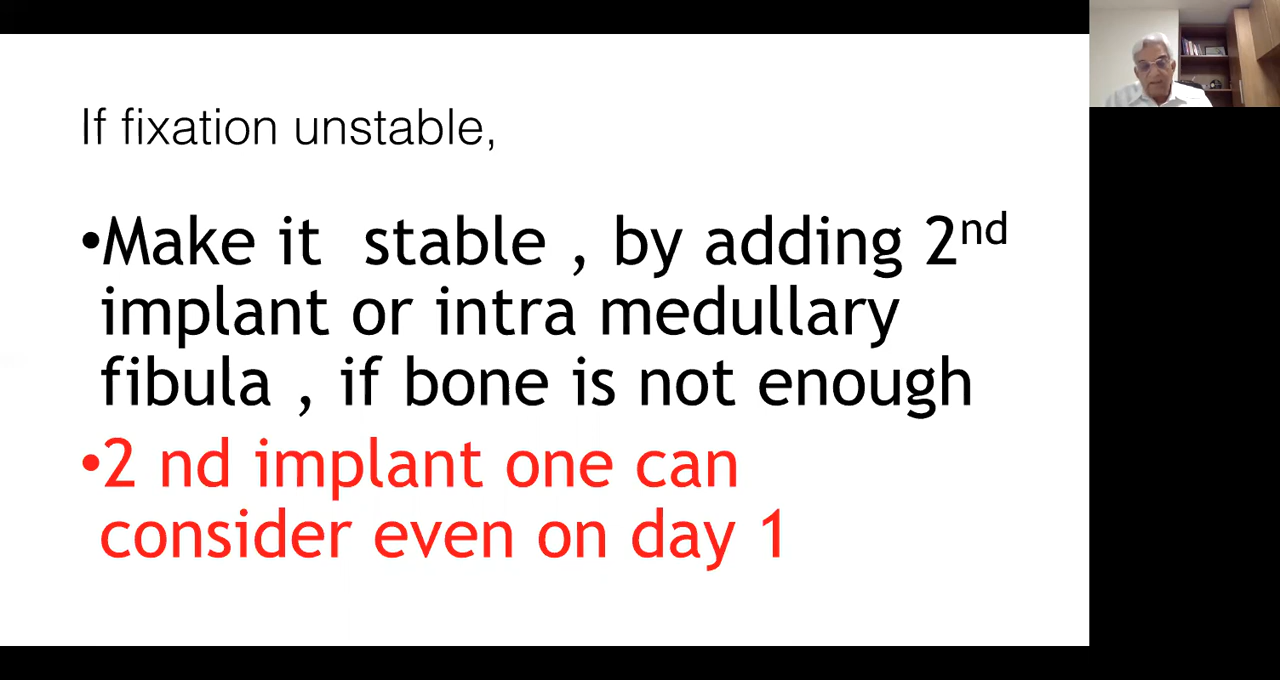 If fixation unstable,
•Make it  stable , by adding 2nd
implant or intra medullary
fibula , if bone is not enough
•2 nd implant one can
consider even on day 1